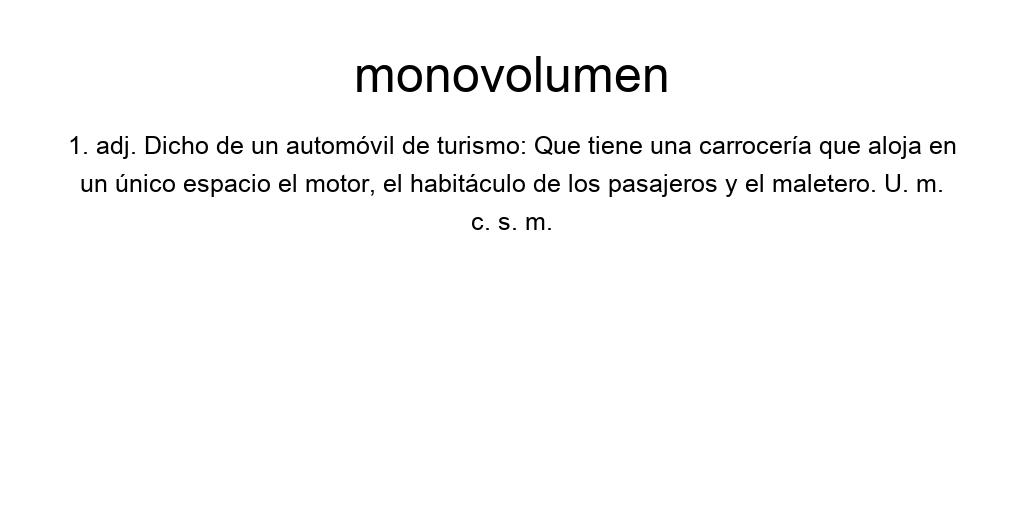 monovolumen
1. adj. Dicho de un automóvil de turismo: Que tiene una carrocería que aloja en
un único espacio el motor, el habitáculo de los pasajeros y el maletero. U. m.
c. s. m.